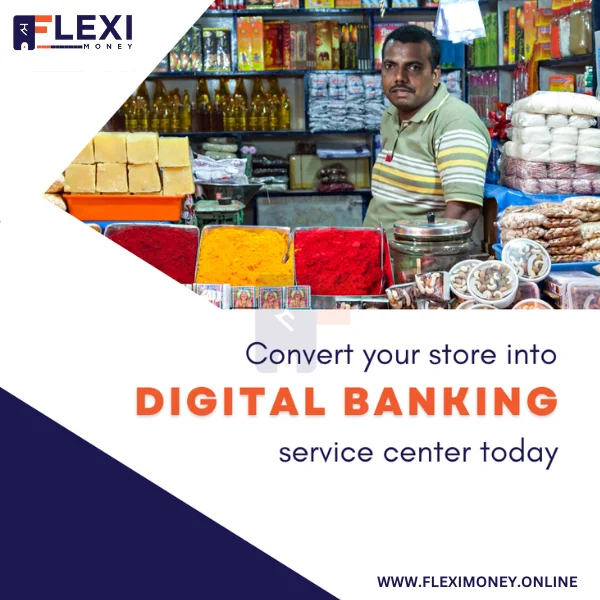 FLEXI
MONEY
Convert your store into
DIGITAL BANKING
service center today
WWW.FLEXIMONEY.ONLINE